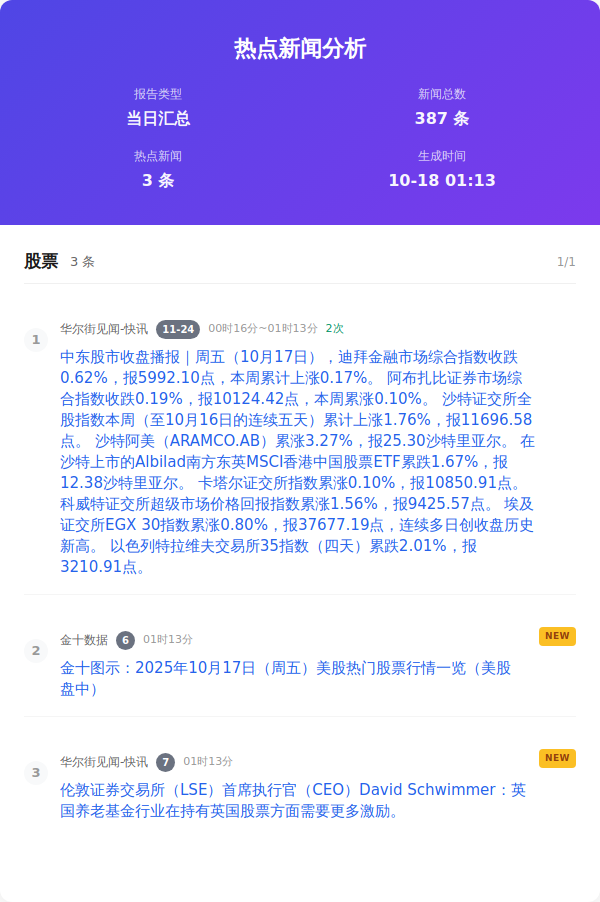 热点新闻分析
报告类型
当日汇总
新闻总数
387 条
热点新闻
3 条
生成时间
10-18 01:13
股票 3 条 1/1
1 华尔街见闻-快讯 11-24 00时16分~01时13分 2次
中东股市收盘播报｜周五（10月17日），迪拜金融市场综合指数收跌
0.62%，报5992.10点，本周累计上涨0.17%。 阿布扎比证券市场综
合指数收跌0.19%，报10124.42点，本周累涨0.10%。 沙特证交所全
股指数本周（至10月16日的连续五天）累计上涨1.76%，报11696.58
点。 沙特阿美（ARAMCO.AB）累涨3.27%，报25.30沙特里亚尔。 在
沙特上市的Albilad南方东英MSCI香港中国股票ETF累跌1.67%，报
12.38沙特里亚尔。 卡塔尔证交所指数累涨0.10%，报10850.91点。
科威特证交所超级市场价格回报指数累涨1.56%，报9425.57点。 埃及
证交所EGX 30指数累涨0.80%，报37677.19点，连续多日创收盘历史
新高。 以色列特拉维夫交易所35指数（四天）累跌2.01%，报
3210.91点。
2 金十数据 6 01时13分 NEW
金十图示：2025年10月17日（周五）美股热门股票行情一览（美股
盘中）
3 华尔街见闻-快讯 7 01时13分 NEW
伦敦证券交易所（LSE）首席执行官（CEO）David Schwimmer：英
国养老基金行业在持有英国股票方面需要更多激励。